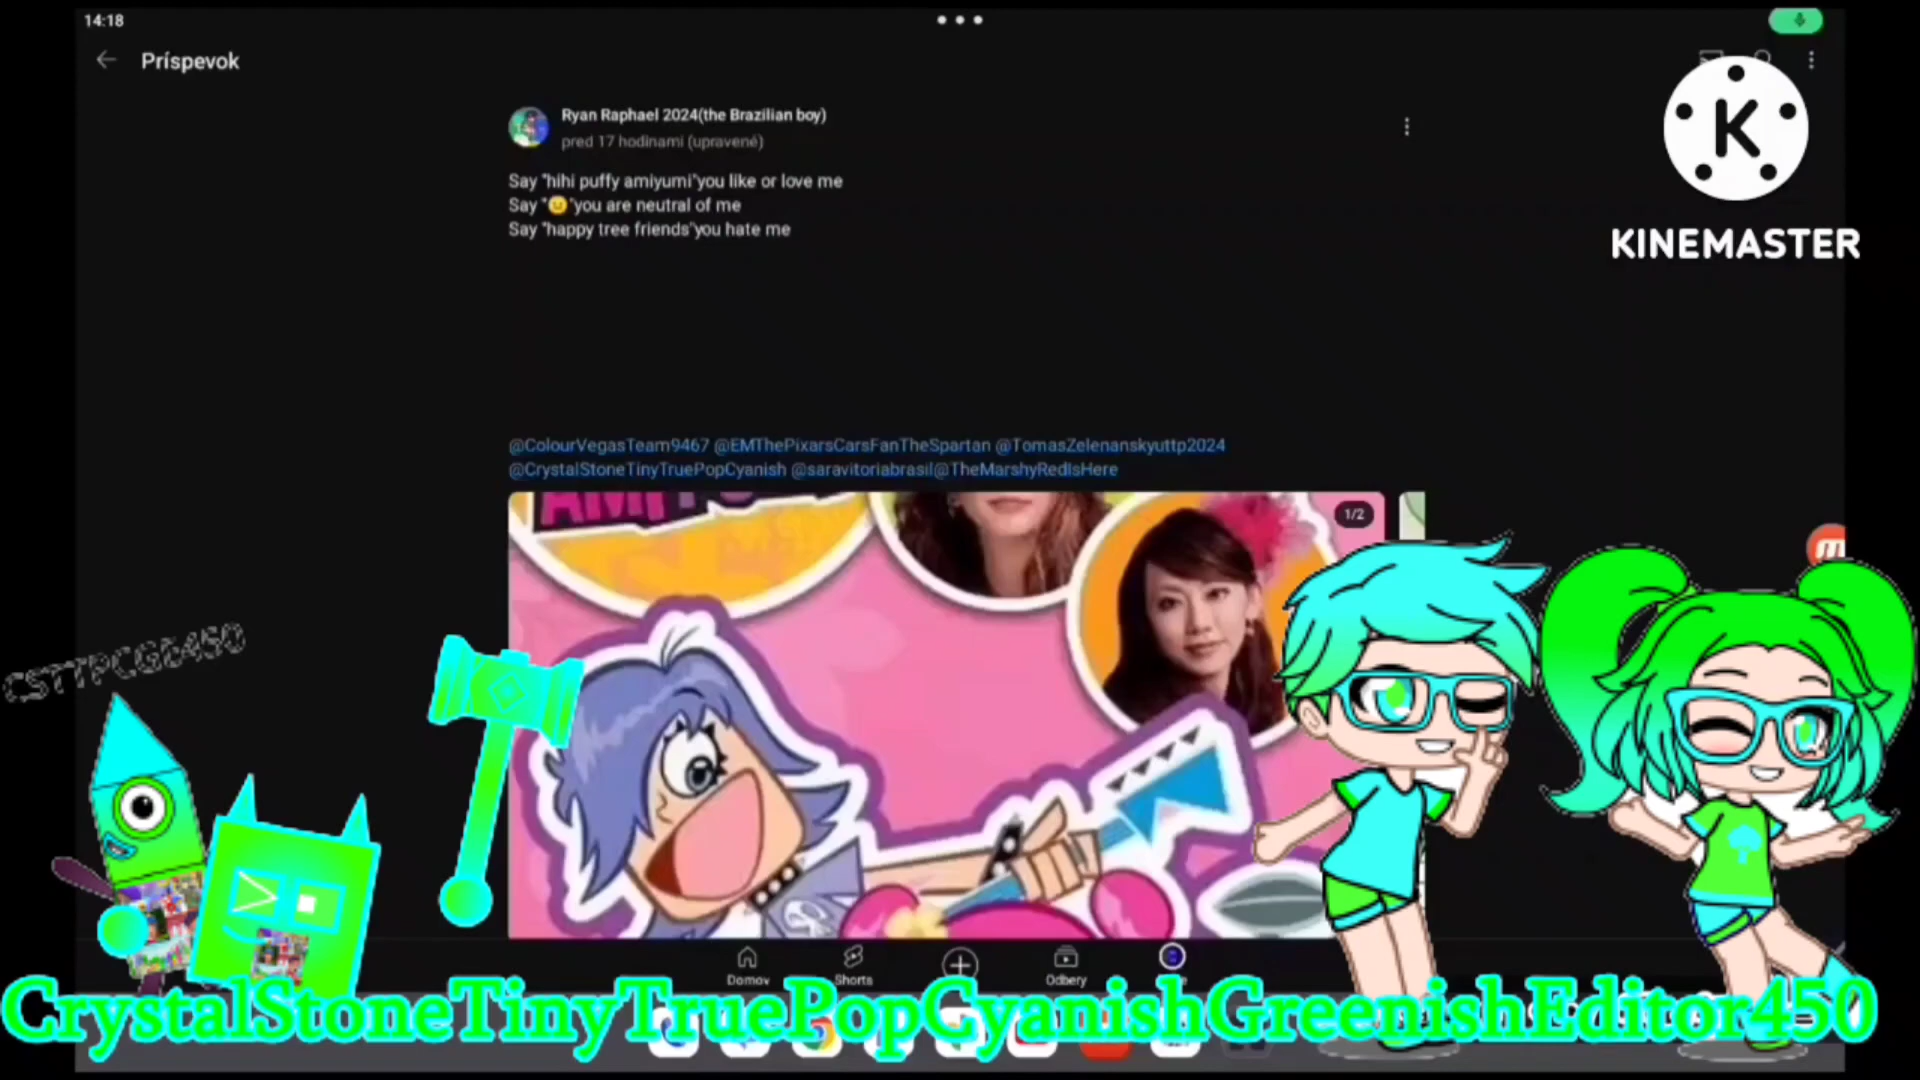 14:18
Príspevok
Ryan Raphael 2024(the Brazilian boy)
pred 17 hodinami (upravené)
Say "hihi puffy amiyumi"you like or love me
Say "😐"you are neutral of me
Say "happy tree friends"you hate me
K
KINEMASTER
@ColourVegasTeam9467 @EMThePixarsCarsFanTheSpartan @TomasZelenanskyuttp2024
@CrystalStoneTinyTruePopCyanish @saravitoriabrasil@TheMarshyRedIsHere
1/2
CSTTPCGE450
Domov
Shorts
Odbery
CrystalStoneTinyTruePopCyanishGreenishEditor450